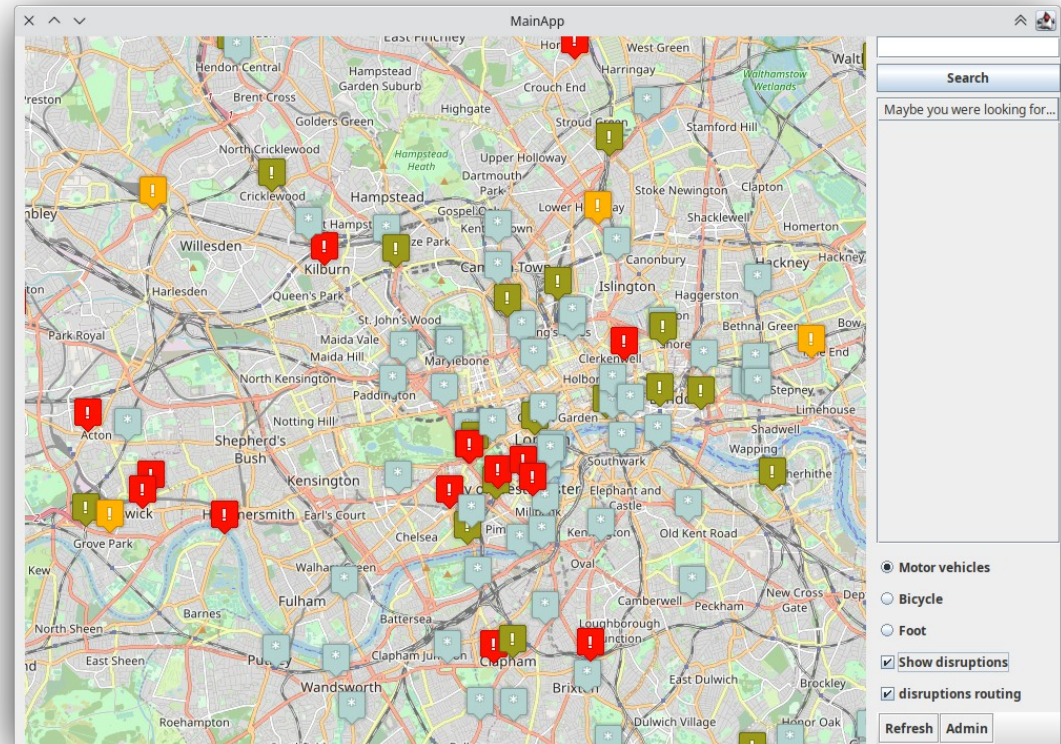 MainApp
East Finchley
West Green
Hendon Central
Hampstead
Garden Suburb
Harringay
Walthamstow
Wetlands
Brent Cross
Crouch End
Highgate
Golders Green
Stroud Green
Stamford Hill
North Cricklewood
Hampstead
Heath
Upper Holloway
Dartmouth
Park
Cricklewood
Hampstead
Stoke Newington
Clapton
Gospel Oak
Lower Holloway
Shacklewell
Homerton
Willesden
Kilburn
Canonbury
Hackney
Hackney
Harlesden
Queen's Park
Islington
Haggerston
St. John's Wood
Park Royal
Maida Vale
Maida Hill
Marylebone
Clerkenwell
Bethnal Green
Bow
North Kensington
Paddington
Stepney
Limehouse
Notting Hill
Garden
Acton
Shepherd's
Bush
Shadwell
Wapping
Southwark
Kensington
Elephant and
Castle
Earl's Court
Chelsea
Old Kent Road
Grove Park
Kew
Oval
Fulham
Camberwell
Peckham
New Cross
Gate
Barnes
Battersea
Loughborough
Junction
North Sheen
East Sheen
Clapham Junction
Clapham
East Dulwich
Brockley
Wandsworth
Roehampton
Dulwich Village
Honor Oak
Search
Maybe you were looking for...
Motor vehicles
Bicycle
Foot
Show disruptions
disruptions routing
Refresh Admin